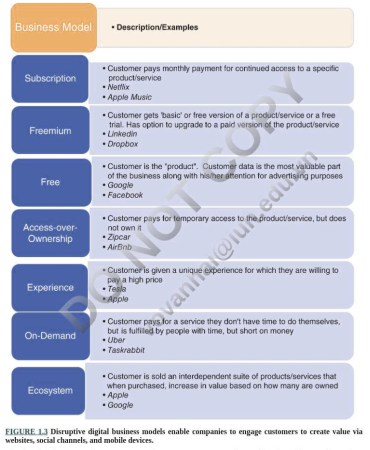 Business Model
• Description/Examples
Subscription
• Customer pays monthly payment for continued access to a specific
product/service
• Netflix
• Apple Music
Freemium
• Customer gets 'basic' or free version of a product/service or a free
trial. Has option to upgrade to a paid version of the product/service
• Linkedin
• Dropbox
Free
• Customer is the "product". Customer data is the most valuable part
of the business along with his/her attention for advertising purposes
• Google
• Facebook
Access-over-
Ownership
• Customer pays for temporary access to the product/service, but does
not own it
• Zipcar
• AirBnb
Experience
• Customer is given a unique experience for which they are willing to
pay a high price
• Tesla
• Apple
On-Demand
• Customer pays for a service they don't have time to do themselves,
but is fulfilled by people with time, but short on money
• Uber
• Taskrabbit
Ecosystem
• Customer is sold an interdependent suite of products/services that
when purchased, increase in value based on how many are owned
• Apple
• Google
DO NOT COPY
FIGURE 1.3 Disruptive digital business models enable companies to engage customers to create value via
websites, social channels, and mobile devices.